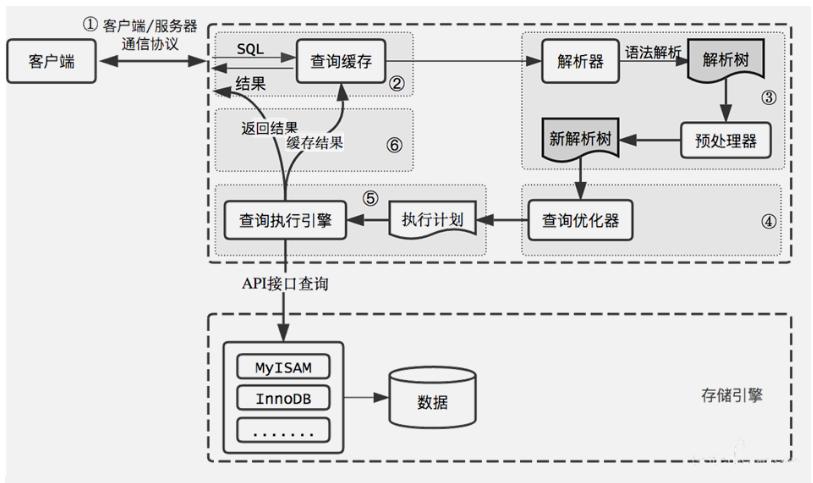 ① 客户端/服务器
通信协议
客户端
SQL
结果
查询缓存
②
解析器
语法解析
解析树
③
预处理器
新解析树
返回结果
缓存结果
⑥
查询执行引擎
⑤
执行计划
查询优化器
④
API接口查询
MyISAM
InnoDB
.......
数据
存储引擎